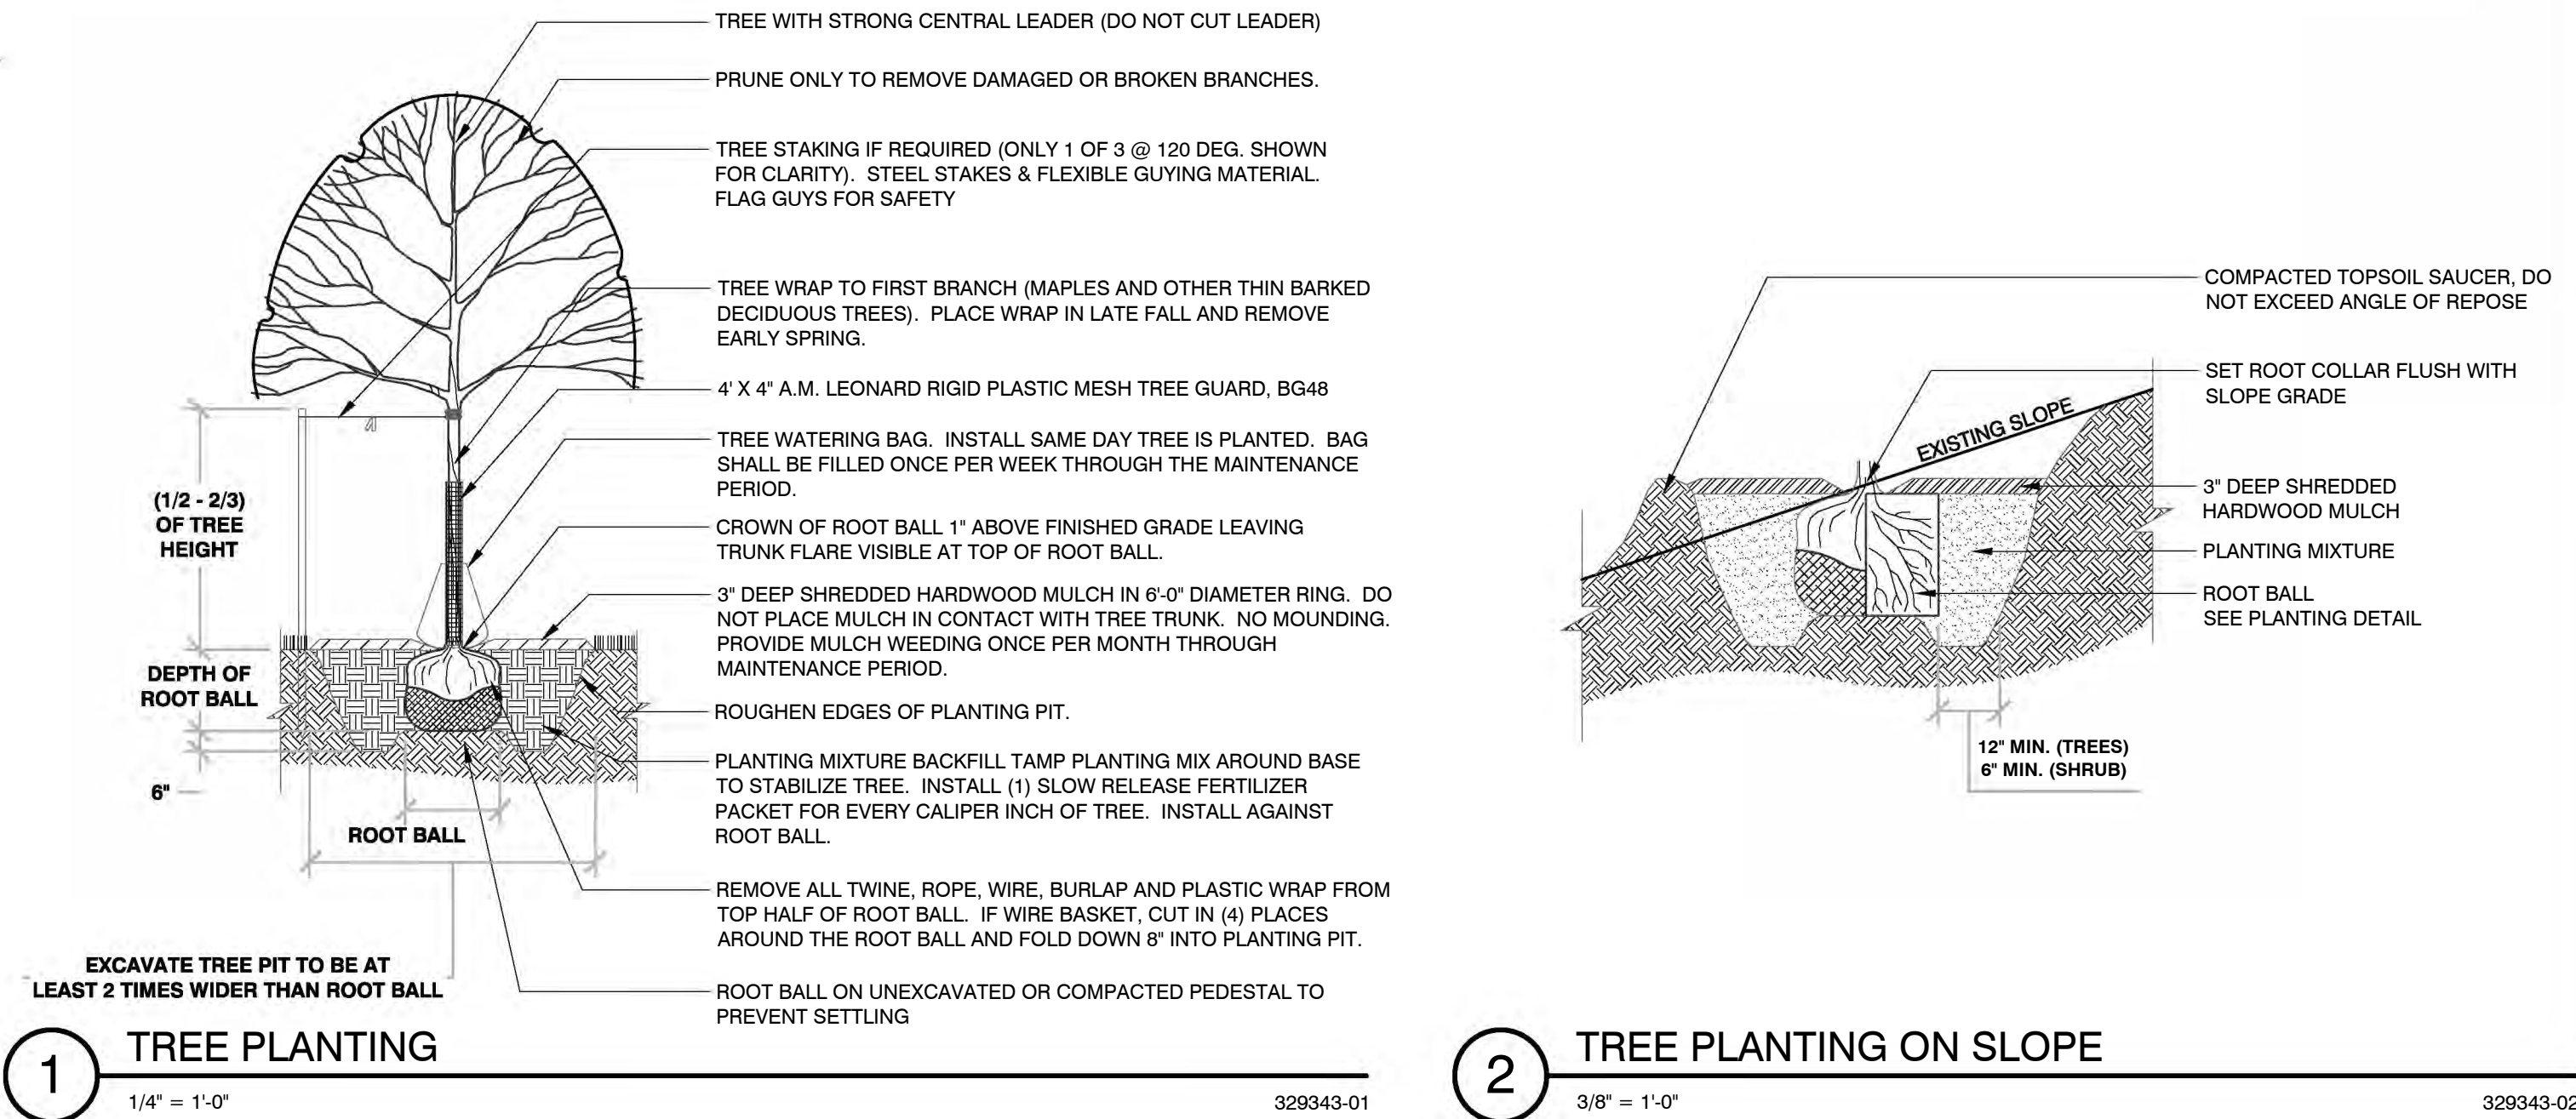 TREE WITH STRONG CENTRAL LEADER (DO NOT CUT LEADER)
PRUNE ONLY TO REMOVE DAMAGED OR BROKEN BRANCHES.
TREE STAKING IF REQUIRED (ONLY 1 OF 3 @ 120 DEG. SHOWN
FOR CLARITY).  STEEL STAKES & FLEXIBLE GUYING MATERIAL.
FLAG GUYS FOR SAFETY
TREE WRAP TO FIRST BRANCH (MAPLES AND OTHER THIN BARKED
DECIDUOUS TREES).  PLACE WRAP IN LATE FALL AND REMOVE
EARLY SPRING.
4' X 4" A.M. LEONARD RIGID PLASTIC MESH TREE GUARD, BG48
TREE WATERING BAG.  INSTALL SAME DAY TREE IS PLANTED.  BAG
SHALL BE FILLED ONCE PER WEEK THROUGH THE MAINTENANCE
PERIOD.
CROWN OF ROOT BALL 1" ABOVE FINISHED GRADE LEAVING
TRUNK FLARE VISIBLE AT TOP OF ROOT BALL.
3" DEEP SHREDDED HARDWOOD MULCH IN 6'-0" DIAMETER RING.  DO
NOT PLACE MULCH IN CONTACT WITH TREE TRUNK.  NO MOUNDING.
PROVIDE MULCH WEEDING ONCE PER MONTH THROUGH
MAINTENANCE PERIOD.
ROUGHEN EDGES OF PLANTING PIT.
PLANTING MIXTURE BACKFILL TAMP PLANTING MIX AROUND BASE
TO STABILIZE TREE.  INSTALL (1) SLOW RELEASE FERTILIZER
PACKET FOR EVERY CALIPER INCH OF TREE.  INSTALL AGAINST
ROOT BALL.
REMOVE ALL TWINE, ROPE, WIRE, BURLAP AND PLASTIC WRAP FROM
TOP HALF OF ROOT BALL.  IF WIRE BASKET, CUT IN (4) PLACES
AROUND THE ROOT BALL AND FOLD DOWN 8" INTO PLANTING PIT.
ROOT BALL ON UNEXCAVATED OR COMPACTED PEDESTAL TO
PREVENT SETTLING
(1/2 - 2/3)
OF TREE
HEIGHT
DEPTH OF
ROOT BALL
6"
ROOT BALL
EXCAVATE TREE PIT TO BE AT
LEAST 2 TIMES WIDER THAN ROOT BALL
1
TREE PLANTING
1/4" = 1'-0"
329343-01
COMPACTED TOPSOIL SAUCER, DO
NOT EXCEED ANGLE OF REPOSE
SET ROOT COLLAR FLUSH WITH
SLOPE GRADE
EXISTING SLOPE
3" DEEP SHREDDED
HARDWOOD MULCH
PLANTING MIXTURE
ROOT BALL
SEE PLANTING DETAIL
12" MIN. (TREES)
6" MIN. (SHRUB)
2
TREE PLANTING ON SLOPE
3/8" = 1'-0"
329343-02